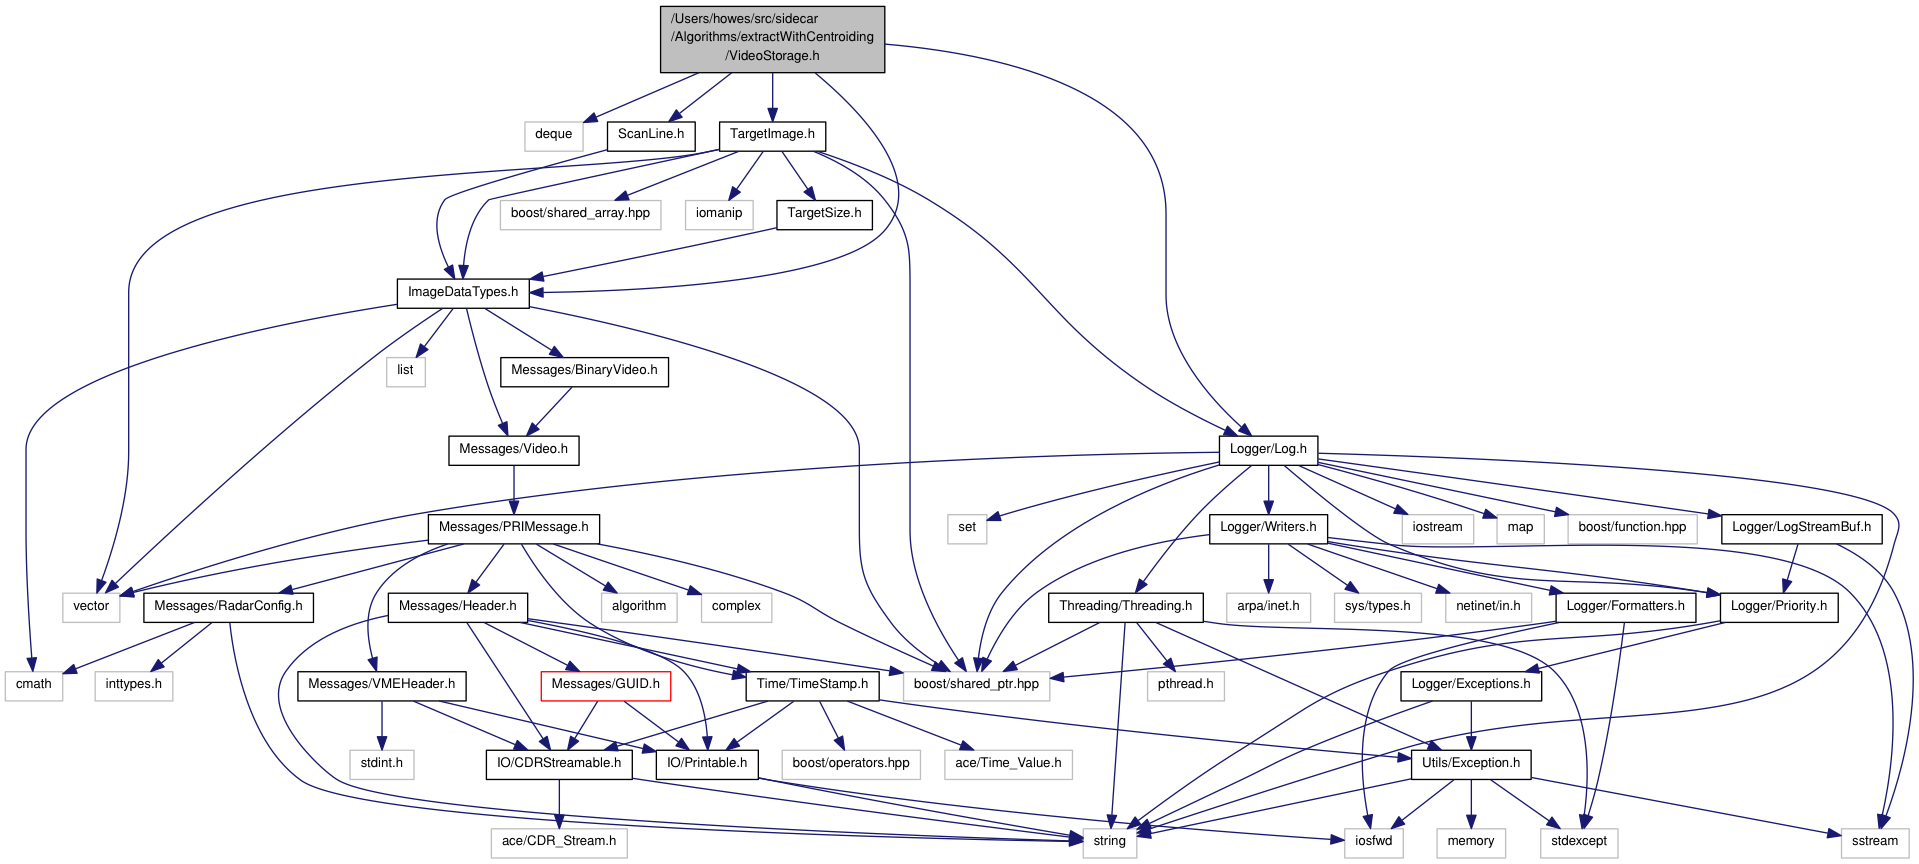 /Users/howes/src/sidecar
/Algorithms/extractWithCentroiding
/VideoStorage.h
deque
ScanLine.h
TargetImage.h
boost/shared_array.hpp
iomanip
TargetSize.h
ImageDataTypes.h
list
Messages/BinaryVideo.h
Messages/Video.h
Logger/Log.h
Messages/PRIMessage.h
set
Logger/Writers.h
iostream
map
boost/function.hpp
Logger/LogStreamBuf.h
vector
Messages/RadarConfig.h
Messages/Header.h
algorithm
complex
Threading/Threading.h
arpa/inet.h
sys/types.h
netinet/in.h
Logger/Formatters.h
Logger/Priority.h
cmath
inttypes.h
Messages/VMEHeader.h
Messages/GUID.h
Time/TimeStamp.h
boost/shared_ptr.hpp
pthread.h
Logger/Exceptions.h
stdint.h
IO/CDRStreamable.h
IO/Printable.h
boost/operators.hpp
ace/Time_Value.h
Utils/Exception.h
ace/CDR_Stream.h
string
iosfwd
memory
stdexcept
sstream